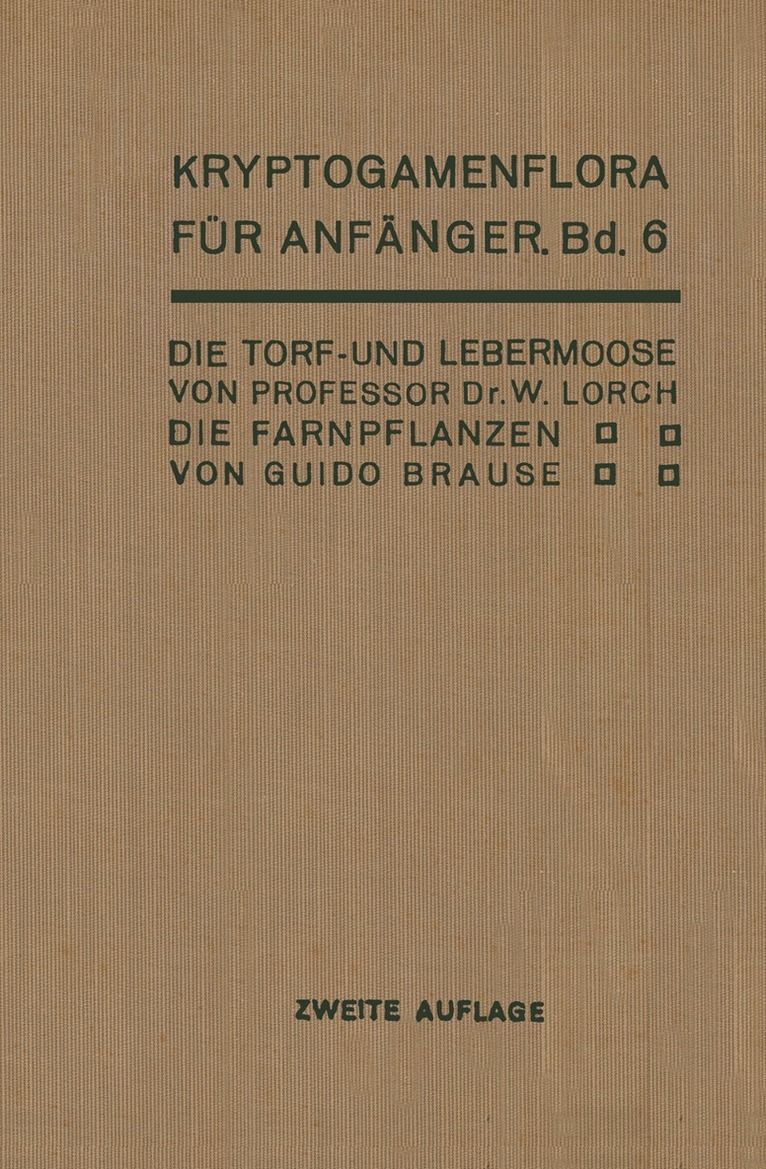 KRYPTOGAMENFLORA
FÜR ANFÄNGER. Bd. 6
DIE TORF-UND LEBERMOOSE
VON PROFESSOR Dr. W. LORCH
DIE FARNPFLANZEN
VON GUIDO BRAUSE
ZWEITE AUFLAGE